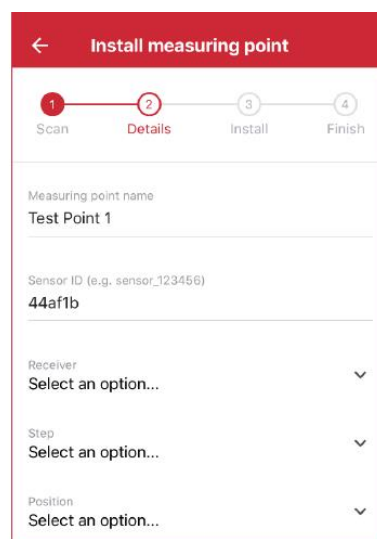 Install measuring point
1 2 3 4
Scan Details Install Finish
Measuring point name
Test Point 1
Sensor ID (e.g. sensor_123456)
44af1b
Receiver
Select an option...
Step
Select an option...
Position
Select an option...